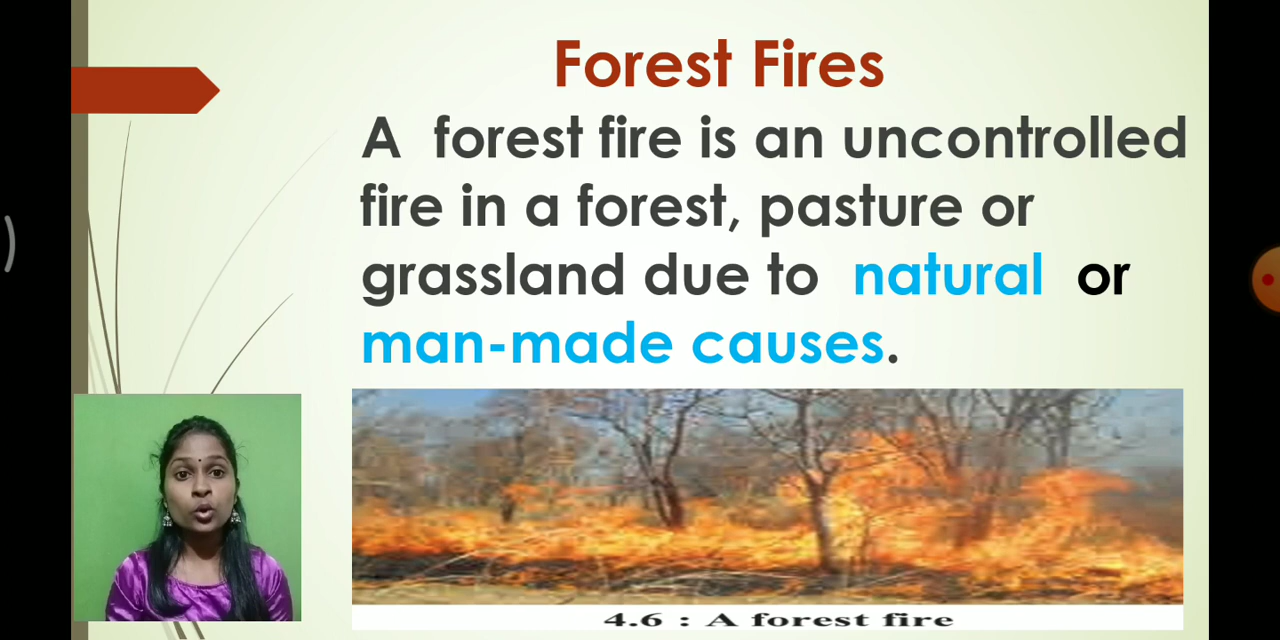 Forest Fires
A forest fire is an uncontrolled
fire in a forest, pasture or
grassland due to natural or
man-made causes.
4.6 : A forest fire